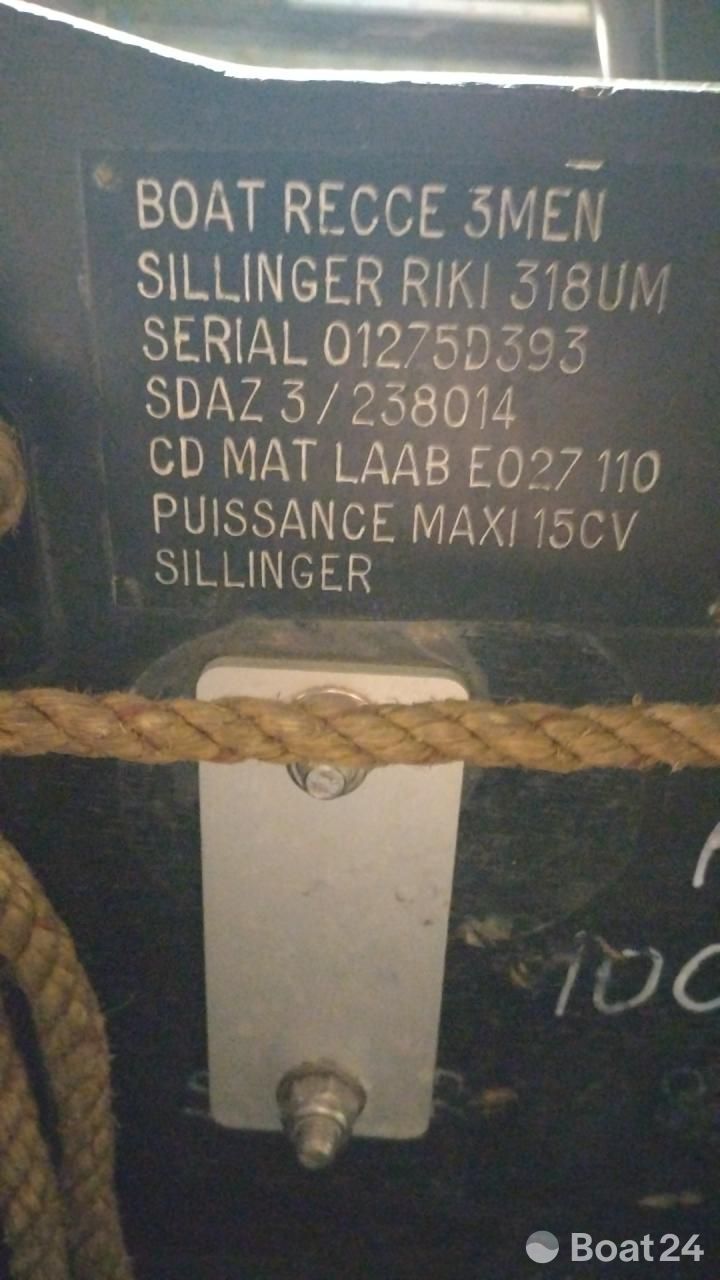 BOAT RECCE 3MEN
SILLINGER RIKI 318UM
SERIAL 01275D393
SDAZ 3/238014
CD MAT LAAB E027 110
PUISSANCE MAXI 15CV
SILLINGER
100
Boat24